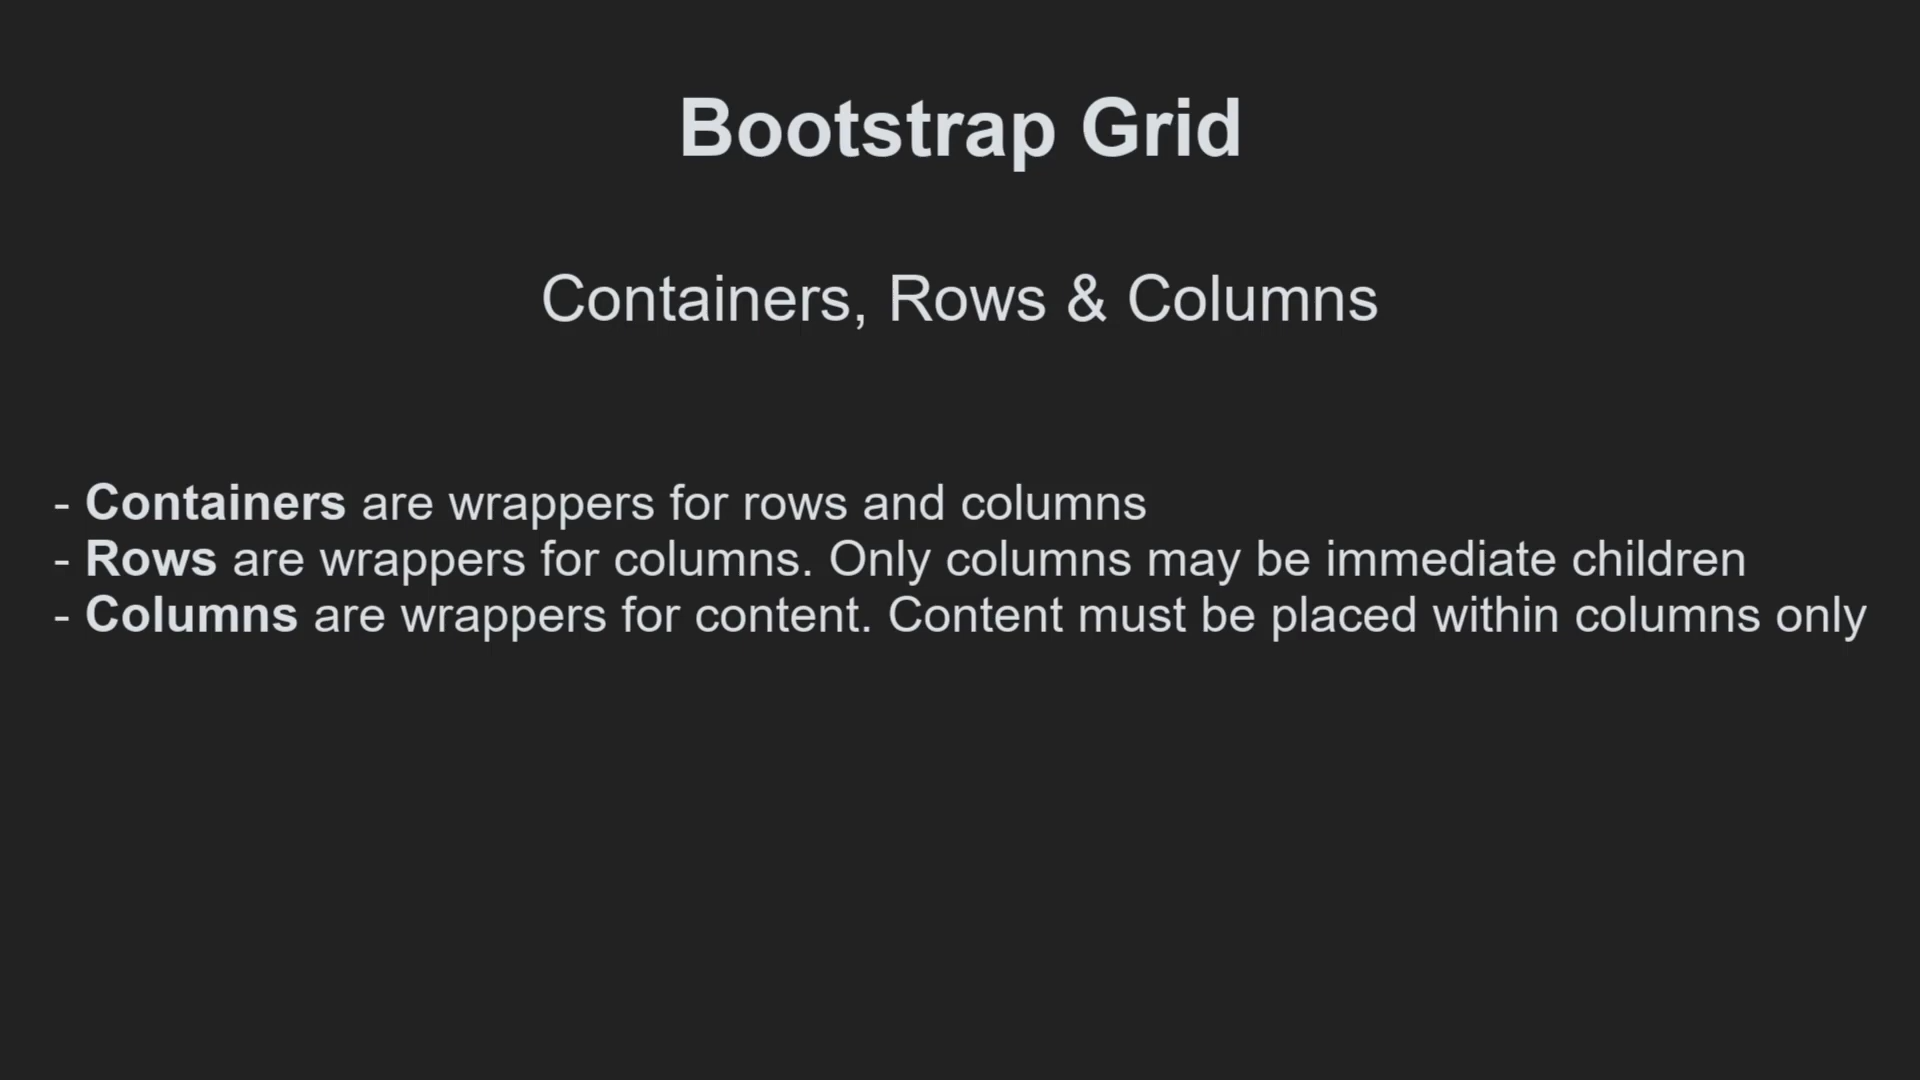 Bootstrap Grid
Containers, Rows & Columns
- Containers are wrappers for rows and columns
- Rows are wrappers for columns. Only columns may be immediate children
- Columns are wrappers for content. Content must be placed within columns only